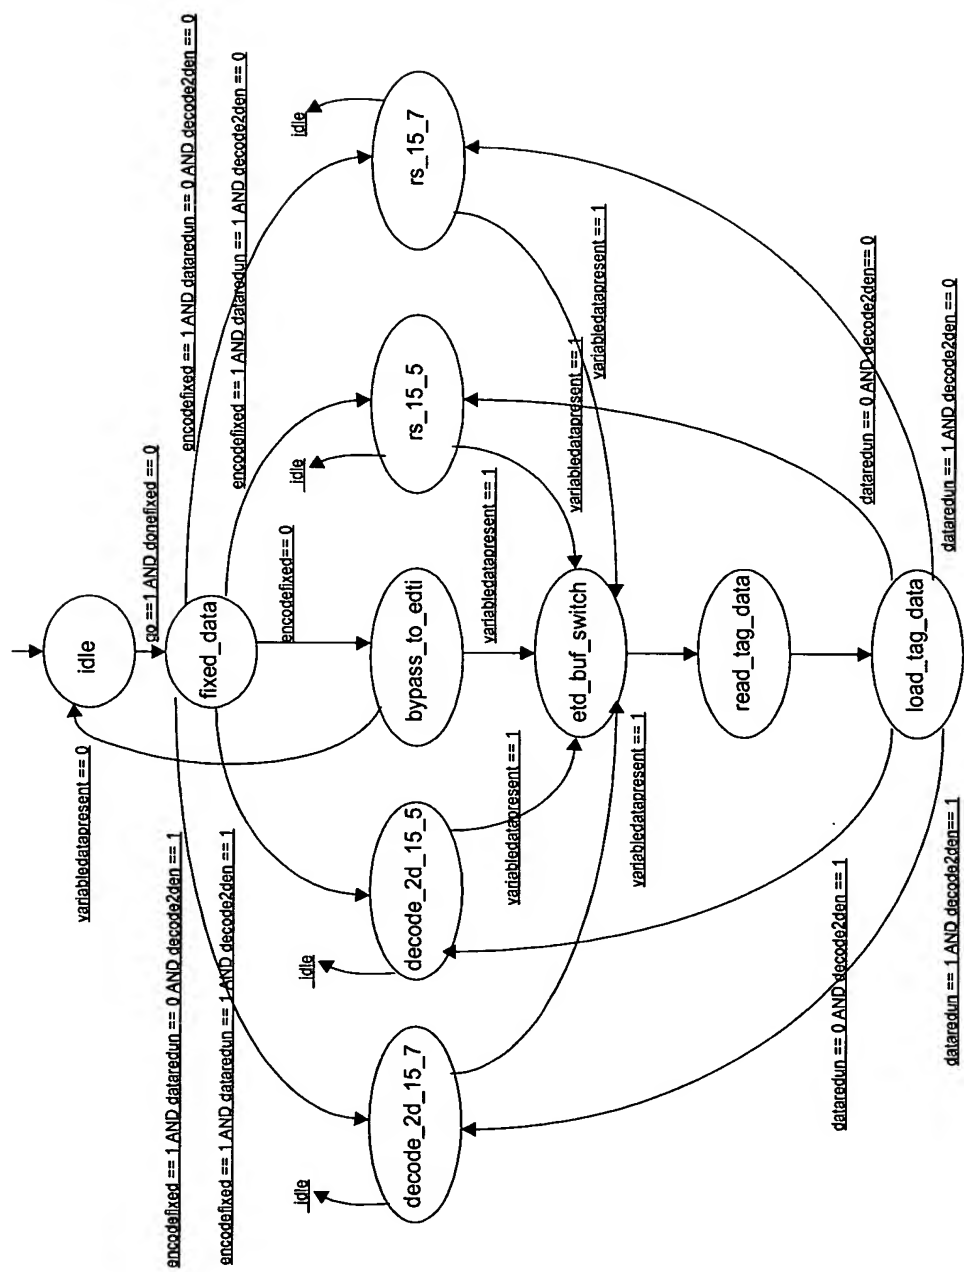 variabledatapresent == 0
idle
go ==1 AND donefixed == 0
encodefixed == 1 AND dataredun == 0 AND decode2den == 1
encodefixed == 1 AND dataredun == 0 AND decode2den == 0
fixed_data
encodefixed == 1 AND dataredun == 1 AND decode2den == 1
encodefixed == 1 AND dataredun == 1 AND decode2den == 0
encodefixed== 0
idle
idle
idle
idle
decode_2d_15_7
decode_2d_15_5
bypass_to_edti
rs_15_5
rs_15_7
variabledatapresent == 1
variabledatapresent == 1
variabledatapresent == 1
etd_buf_switch
variabledatapresent == 1
variabledatapresent == 1
read_tag_data
dataredun == 0 AND decode2den == 1
dataredun == 0 AND decode2den== 0
load_tag_data
dataredun == 1 AND decode2den== 1
dataredun == 1 AND decode2den == 0